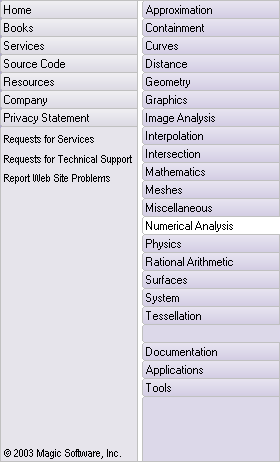 Home
Books
Services
Source Code
Resources
Company
Privacy Statement
Requests for Services
Requests for Technical Support
Report Web Site Problems
© 2003 Magic Software, Inc.
Approximation
Containment
Curves
Distance
Geometry
Graphics
Image Analysis
Interpolation
Intersection
Mathematics
Meshes
Miscellaneous
Numerical Analysis
Physics
Rational Arithmetic
Surfaces
System
Tessellation
Documentation
Applications
Tools